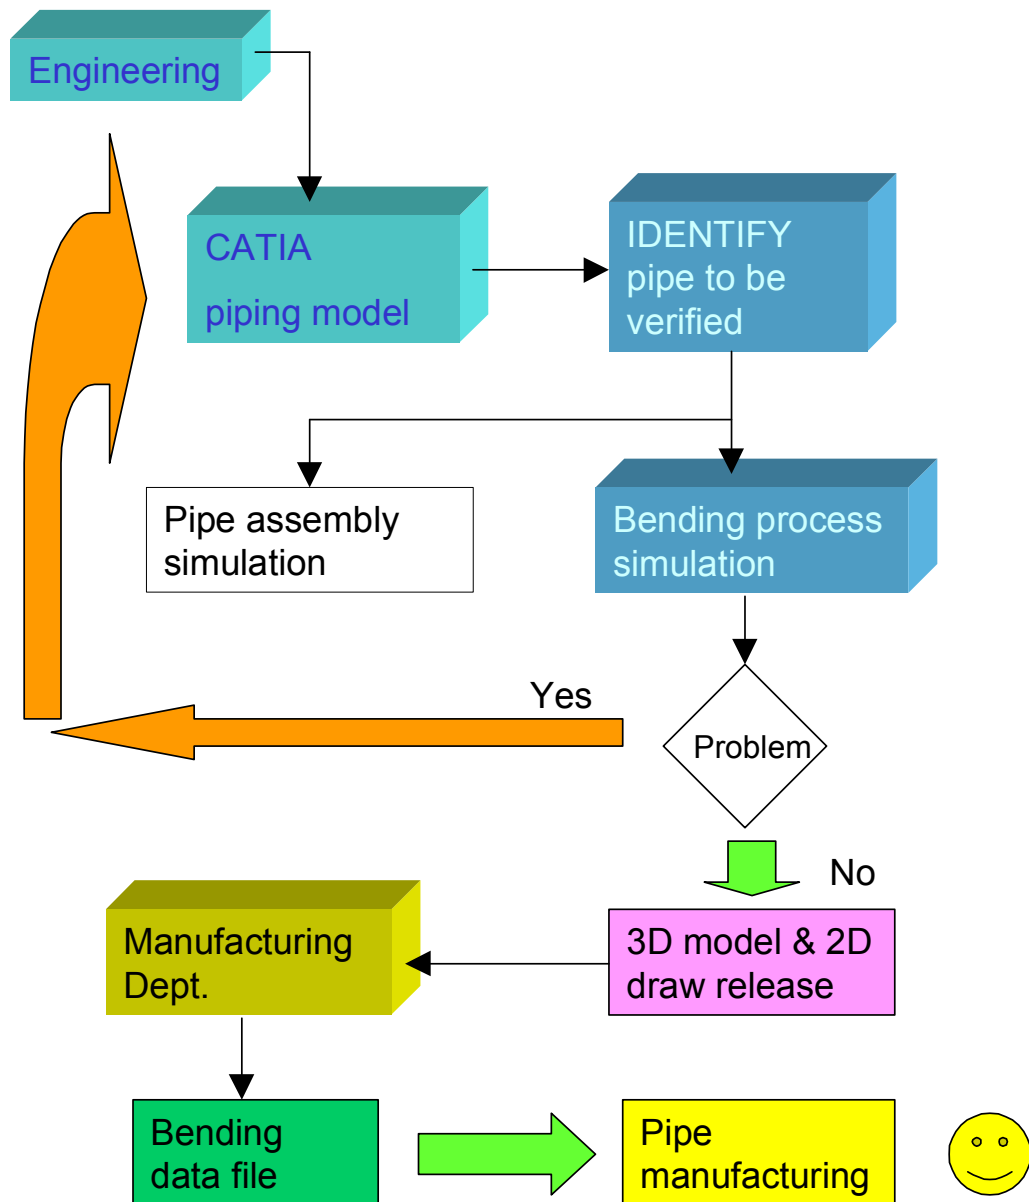 Engineering
CATIA
piping model
IDENTIFY
pipe to be
verified
Pipe assembly
simulation
Bending process
simulation
Yes
Problem
No
3D model & 2D
draw release
Manufacturing
Dept.
Bending
data file
Pipe
manufacturing